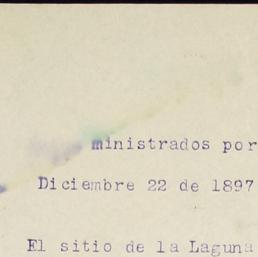 ministrados por
Diciembre 22 de 1897
El sitio de la Laguna